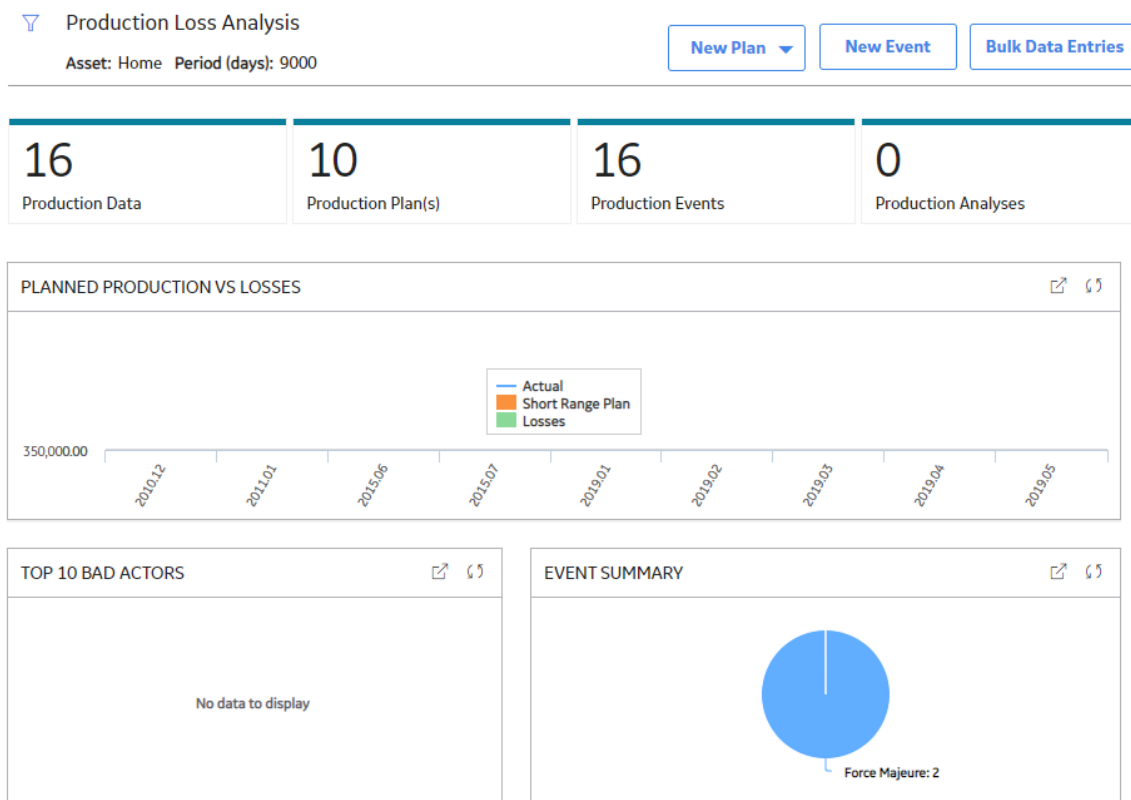 Production Loss Analysis
Asset: Home Period (days): 9000
New Plan
New Event
Bulk Data Entries
16
Production Data
10
Production Plan(s)
16
Production Events
0
Production Analyses
PLANNED PRODUCTION VS LOSSES
Actual
Short Range Plan
Losses
350,000.00
2010.12
2011.01
2015.06
2015.07
2019.01
2019.02
2019.03
2019.04
2019.05
TOP 10 BAD ACTORS
No data to display
EVENT SUMMARY
Force Majeure: 2